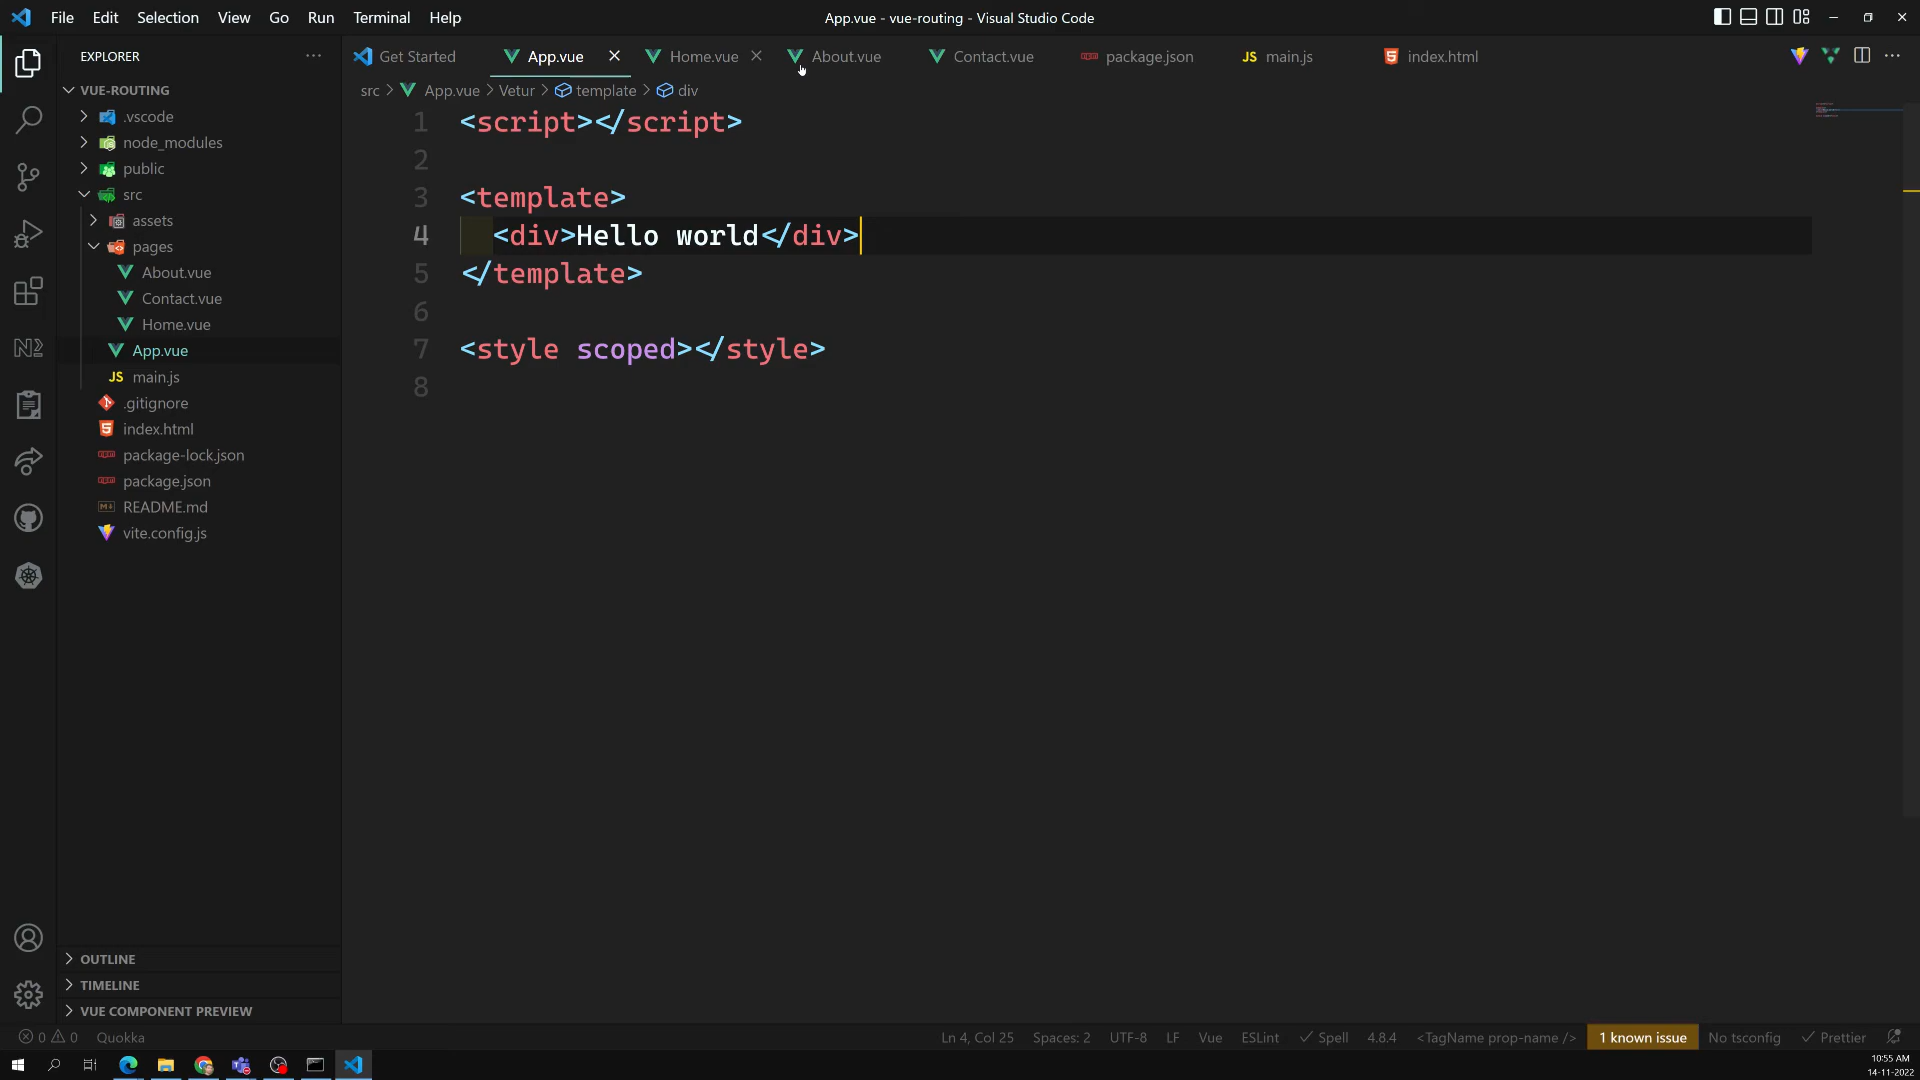 File Edit Selection View Go Run Terminal Help
App.vue - vue-routing - Visual Studio Code
EXPLORER
Get Started
App.vue
Home.vue
About.vue
Contact.vue
package.json
JS main.js
index.html
VUE-ROUTING
.vscode
node_modules
public
src
assets
pages
About.vue
Contact.vue
Home.vue
App.vue
JS main.js
.gitignore
index.html
package-lock.json
package.json
README.md
vite.config.js
OUTLINE
TIMELINE
VUE COMPONENT PREVIEW
src > App.vue > Vetur > template > div
1 <script></script>
2
3 <template>
4 <div>Hello world</div>
5 </template>
6
7 <style scoped></style>
8
0 0 Quokka
Ln 4, Col 25 Spaces: 2 UTF-8 LF Vue ESLint Spell 4.8.4 <TagName prop-name /> 1 known issue No tsconfig Prettier
10:55 AM
14-11-2022